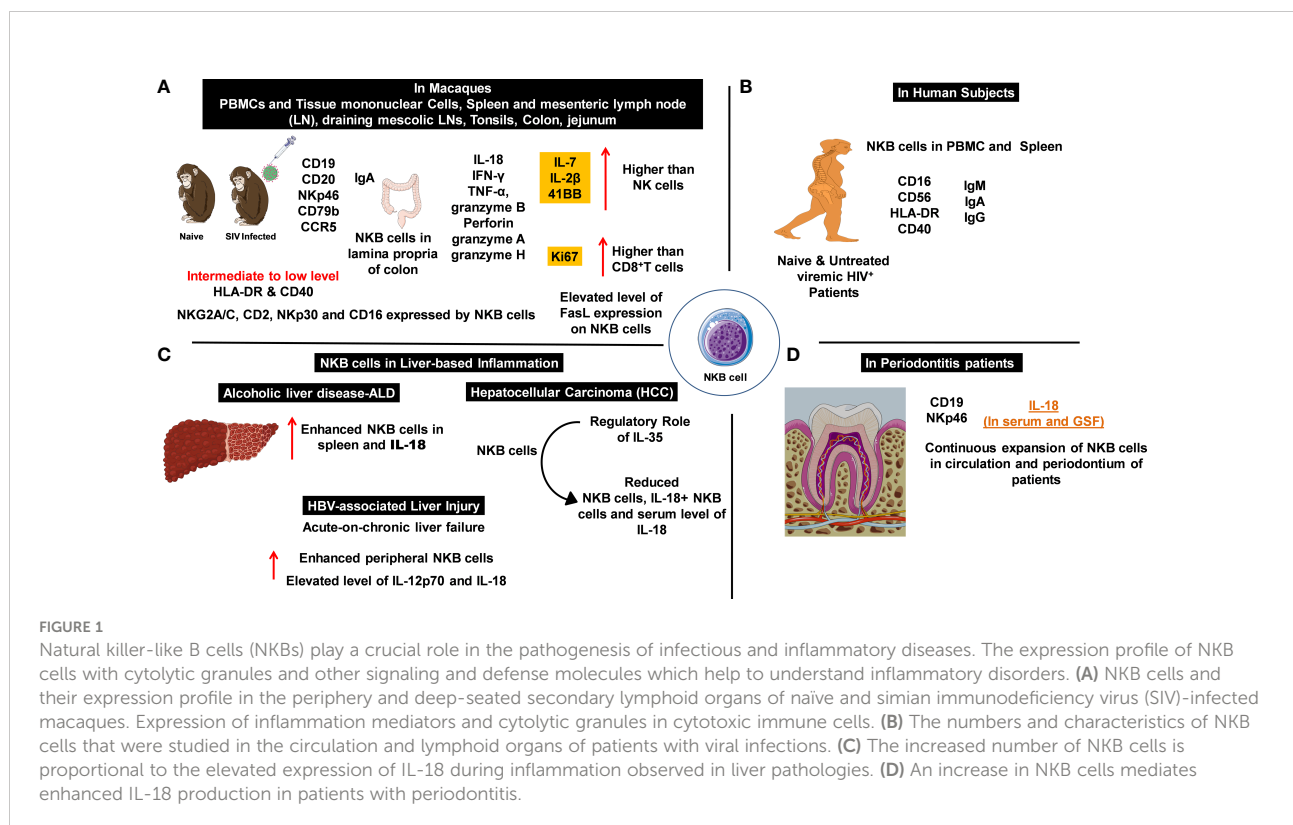 A
In Macaques
PBMCs and Tissue mononuclear Cells, Spleen and mesenteric lymph node
(LN), draining mescolic LNs, Tonsils, Colon, jejunum
Naive
SIV Infected
CD19
CD20
NKp46
CD79b
CCR5
IgA
NKB cells in
lamina propria
of colon
IL-18
IFN-γ
TNF-α,
granzyme B
Perforin
granzyme A
granzyme H
IL-7
IL-2β
41BB
Higher than
NK cells
Ki67
Higher than
CD8⁺T cells
Intermediate to low level
HLA-DR & CD40
NKG2A/C, CD2, NKp30 and CD16 expressed by NKB cells
Elevated level of
FasL expression
on NKB cells
B
In Human Subjects
NKB cells in PBMC and Spleen
CD16
CD56
HLA-DR
CD40
IgM
IgA
IgG
Naive & Untreated
viremic HIV⁺
Patients
NKB cell
C
NKB cells in Liver-based Inflammation
Alcoholic liver disease-ALD
Enhanced NKB cells in
spleen and IL-18
HBV-associated Liver Injury
Acute-on-chronic liver failure
Enhanced peripheral NKB cells
Elevated level of IL-12p70 and IL-18
Hepatocellular Carcinoma (HCC)
NKB cells
Regulatory Role
of IL-35
Reduced
NKB cells, IL-18+ NKB
cells and serum level of
IL-18
D
In Periodontitis patients
CD19
NKp46
IL-18
(In serum and GSF)
Continuous expansion of NKB cells
in circulation and periodontium of
patients
FIGURE 1
Natural killer-like B cells (NKBs) play a crucial role in the pathogenesis of infectious and inflammatory diseases. The expression profile of NKB
cells with cytolytic granules and other signaling and defense molecules which help to understand inflammatory disorders. (A) NKB cells and
their expression profile in the periphery and deep-seated secondary lymphoid organs of naïve and simian immunodeficiency virus (SIV)-infected
macaques. Expression of inflammation mediators and cytolytic granules in cytotoxic immune cells. (B) The numbers and characteristics of NKB
cells that were studied in the circulation and lymphoid organs of patients with viral infections. (C) The increased number of NKB cells is
proportional to the elevated expression of IL-18 during inflammation observed in liver pathologies. (D) An increase in NKB cells mediates
enhanced IL-18 production in patients with periodontitis.